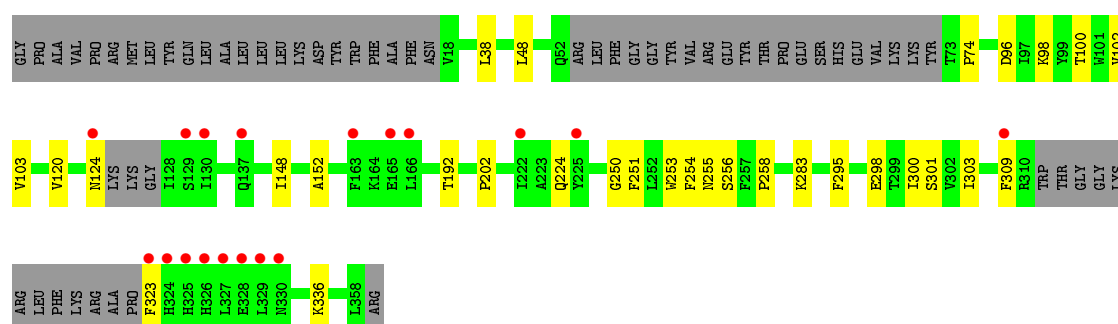 GLY PRO ALA VAL PRO ARG MET LEU TYR GLN LEU ALA LEU LEU LEU LYS ASP TYR TRP PHE ALA PHE ASN V18 L38 L48 Q52 ARG LEU PHE GLY GLY TYR VAL ARG GLU TYR THR PRO GLU SER HIS GLU VAL LYS LYS TYR T73 P74 D96 I97 K98 Y99 T100 W101 V102
V103 V120 N124 LYS LYS GLY I128 S129 I130 Q137 I148 A152 F163 K164 E165 L166 T192 P202 I222 A223 Q224 Y225 G250 F251 L252 W253 F254 N255 S256 F257 P258 K283 F295 E298 T299 I300 S301 V302 I303 F309 R310 TRP THR GLY GLY LYS
ARG LEU PHE LYS ARG ALA PRO F323 H324 H325 H326 L327 E328 L329 N330 K336 L358 ARG